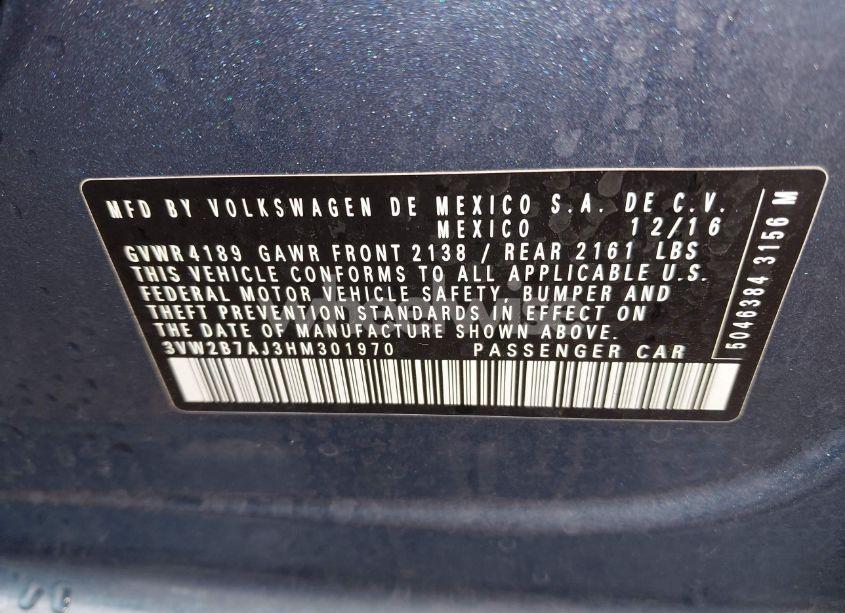 MFD BY VOLKSWAGEN DE MEXICO S.A. DE C.V.
MEXICO 12/16
GVWR4189 GAWR FRONT 2138 / REAR 2161 LBS
THIS VEHICLE CONFORMS TO ALL APPLICABLE U.S.
FEDERAL MOTOR VEHICLE SAFETY, BUMPER AND
THEFT PREVENTION STANDARDS IN EFFECT ON
THE DATE OF MANUFACTURE SHOWN ABOVE.
3VW2B7AJ3HM301970 PASSENGER CAR
5046384 3156 M